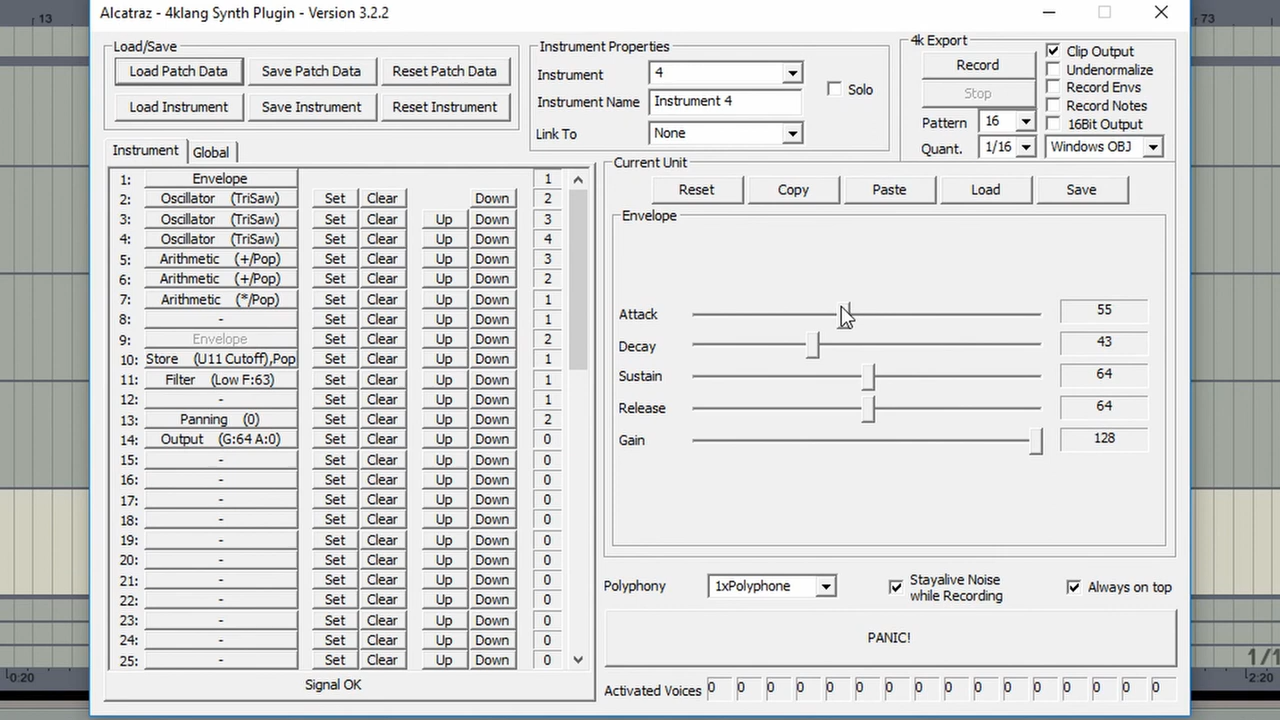 13
73
Alcatraz - 4klang Synth Plugin - Version 3.2.2
Load/Save
Load Patch Data Save Patch Data Reset Patch Data
Load Instrument Save Instrument Reset Instrument
Instrument Properties
Instrument 4
Instrument Name Instrument 4
Link To None
Solo
4k Export
Record
Stop
Pattern 16
Quant. 1/16
Clip Output
Undenormalize
Record Envs
Record Notes
16Bit Output
Windows OBJ
Instrument Global
1: Envelope 1
2: Oscillator (TriSaw) Set Clear Down 2
3: Oscillator (TriSaw) Set Clear Up Down 3
4: Oscillator (TriSaw) Set Clear Up Down 4
5: Arithmetic (+/Pop) Set Clear Up Down 3
6: Arithmetic (+/Pop) Set Clear Up Down 2
7: Arithmetic (*/Pop) Set Clear Up Down 1
8: - Set Clear Up Down 1
9: Envelope Set Clear Up Down 2
10: Store (U11 Cutoff),Pop Set Clear Up Down 1
11: Filter (Low F:63) Set Clear Up Down 1
12: - Set Clear Up Down 1
13: Panning (0) Set Clear Up Down 2
14: Output (G:64 A:0) Set Clear Up Down 0
15: - Set Clear Up Down 0
16: - Set Clear Up Down 0
17: - Set Clear Up Down 0
18: - Set Clear Up Down 0
19: - Set Clear Up Down 0
20: - Set Clear Up Down 0
21: - Set Clear Up Down 0
22: - Set Clear Up Down 0
23: - Set Clear Up Down 0
24: - Set Clear Up Down 0
25: - Set Clear Up Down 0
Signal OK
Current Unit
Reset Copy Paste Load Save
Envelope
Attack 55
Decay 43
Sustain 64
Release 64
Gain 128
Polyphony 1xPolyphone
Stayalive Noise
while Recording
Always on top
PANIC!
Activated Voices 0 0 0 0 0 0 0 0 0 0 0 0 0 0 0 0
0:20
2:20